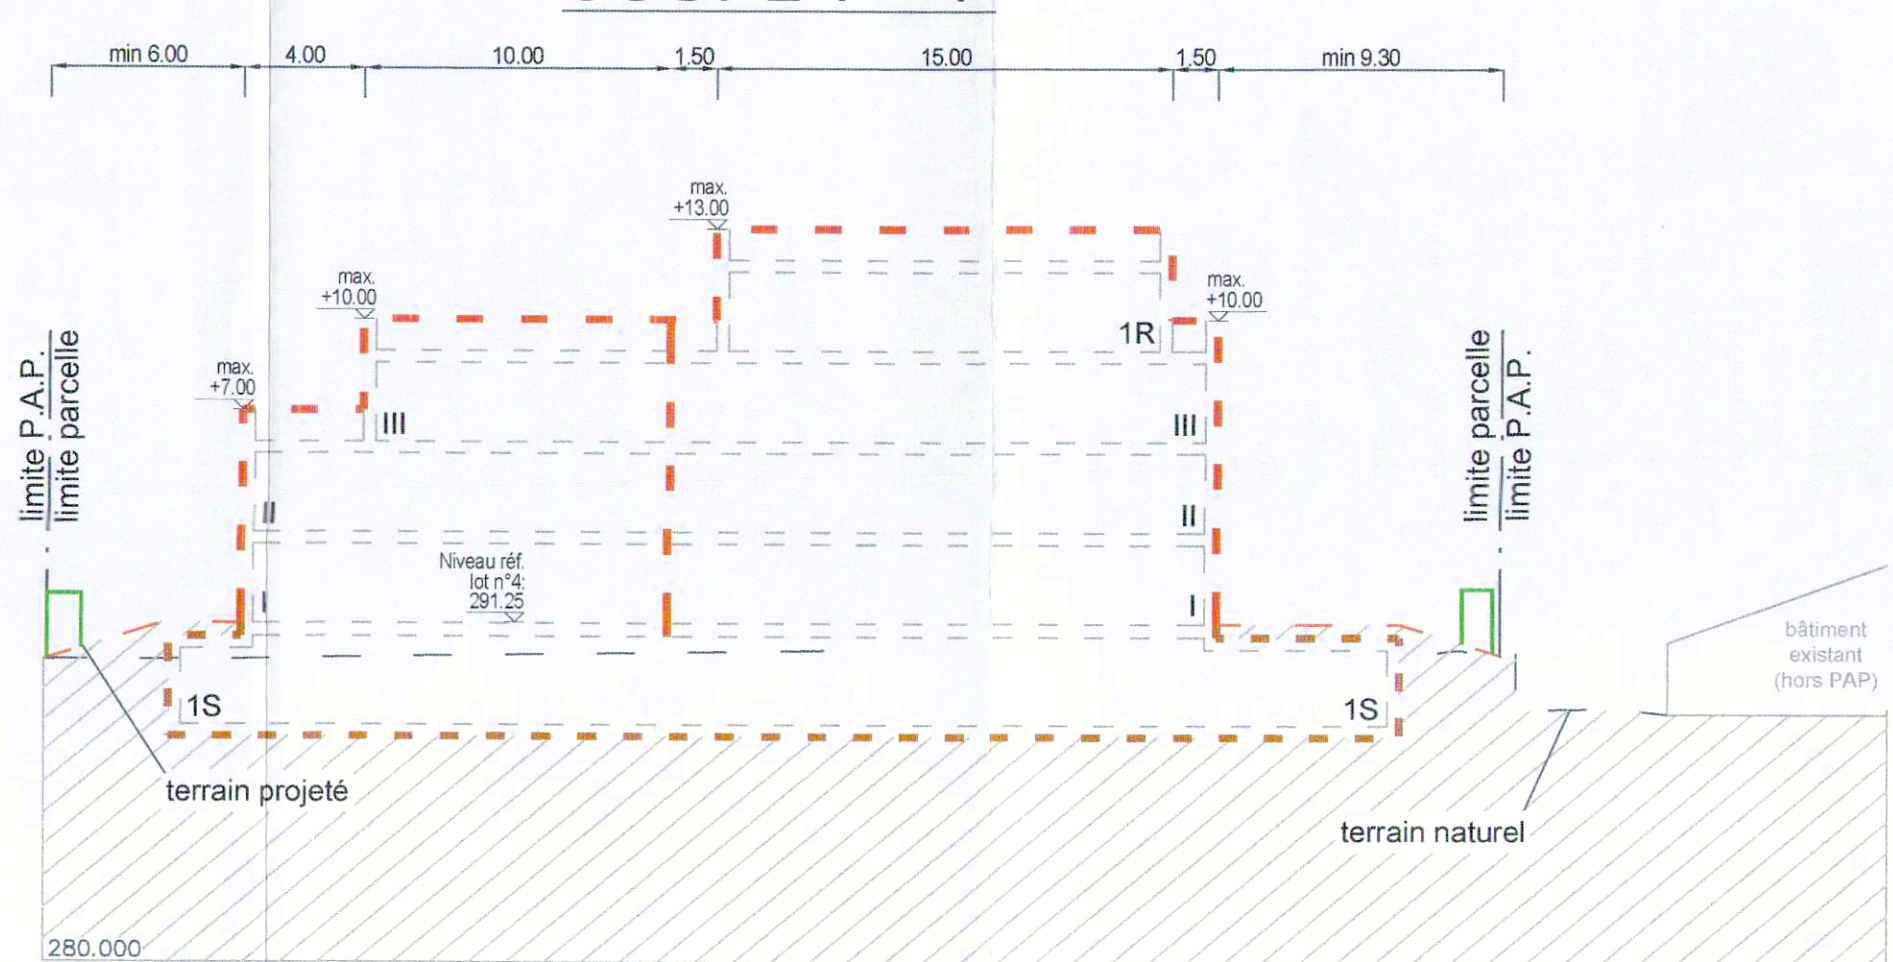 min 6.00
4.00
10.00
1.50
15.00
1.50
min 9.30
max.
+13.00
max.
+10.00
max.
+10.00
max.
+7.00
1R
III
III
II
II
I
I
limite P.A.P.
limite parcelle
limite parcelle
limite P.A.P.
Niveau réf.
lot n°4:
291.25
bâtiment
existant
(hors PAP)
1S
1S
terrain projeté
terrain naturel
280.000